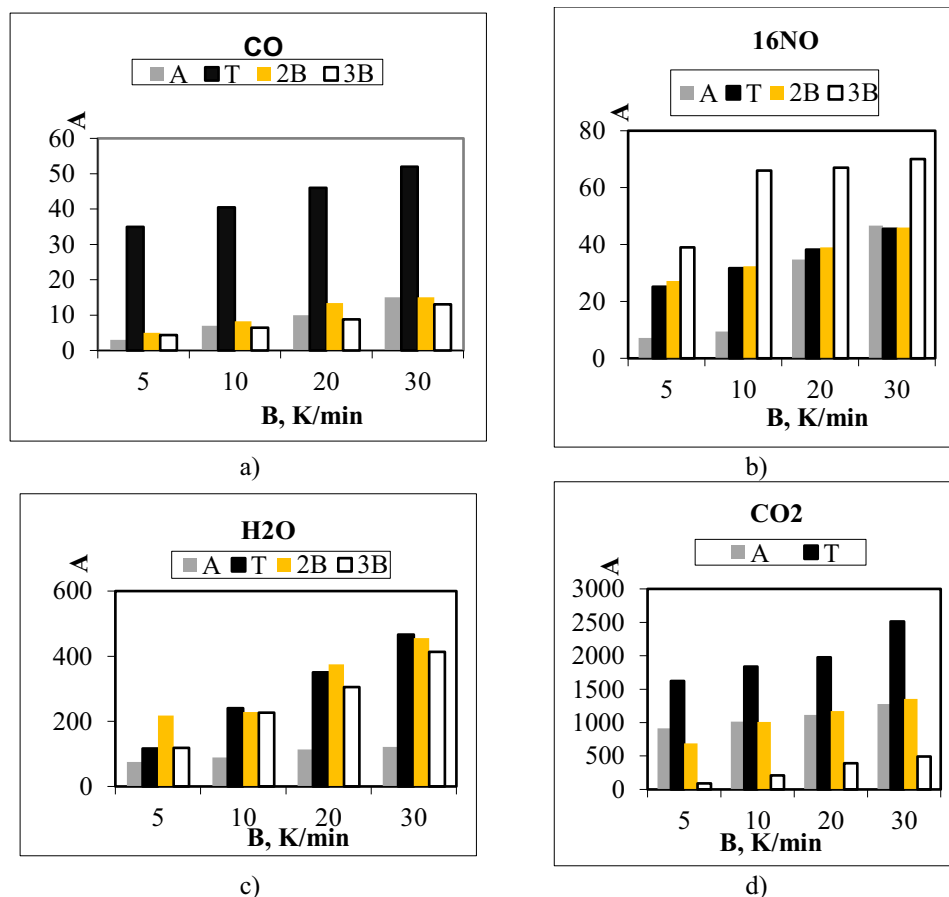 CO
A T 2B 3B
A
60
50
40
30
20
10
0
5 10 20 30
B, K/min
a)
16NO
A T 2B 3B
A
80
60
40
20
0
5 10 20 30
B, K/min
b)
H2O
A T 2B 3B
A
600
400
200
0
5 10 20 30
B, K/min
c)
CO2
A T
A
3000
2500
2000
1500
1000
500
0
5 10 20 30
B, K/min
d)